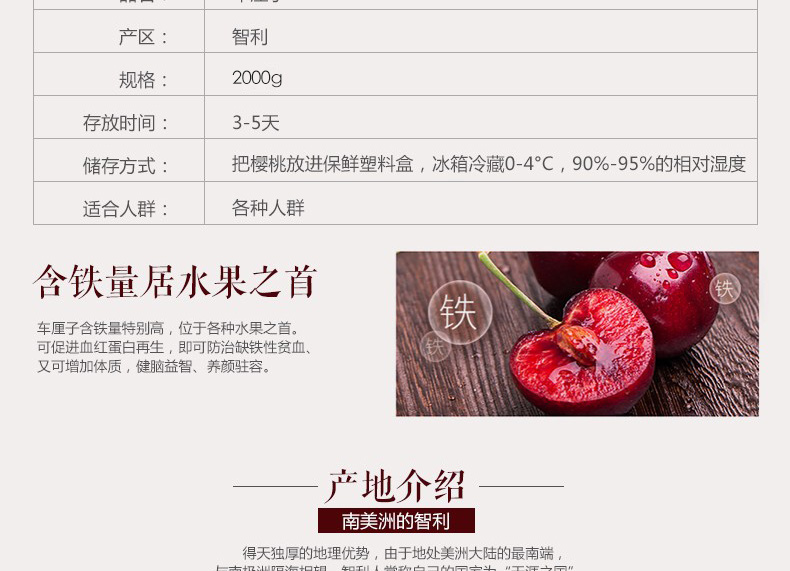 产区： 智利
规格： 2000g
存放时间： 3-5天
储存方式： 把樱桃放进保鲜塑料盒，冰箱冷藏0-4°C，90%-95%的相对湿度
适合人群： 各种人群
含铁量居水果之首
铁
铁
铁
车厘子含铁量特别高，位于各种水果之首。
可促进血红蛋白再生，即可防治缺铁性贫血、
又可增加体质，健脑益智、养颜驻容。
产地介绍
南美洲的智利
得天独厚的地理优势，由于地处美洲大陆的最南端，